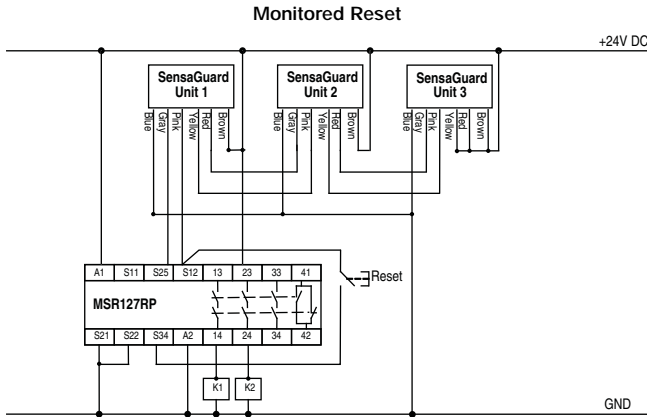 Monitored Reset
+24V DC
SensaGuard
Unit 1
SensaGuard
Unit 2
SensaGuard
Unit 3
Blue
Gray
Pink
Yellow
Red
Brown
Blue
Gray
Pink
Yellow
Red
Brown
Blue
Gray
Pink
Yellow
Red
Brown
A1 S11 S25 S12 13 23 33 41
Reset
MSR127RP
S21 S22 S34 A2 14 24 34 42
K1 K2
GND